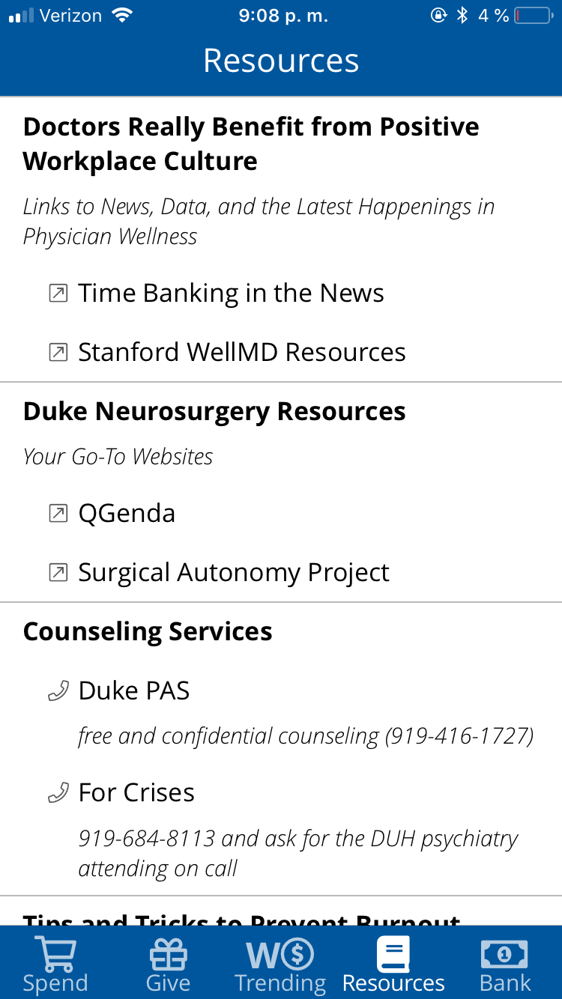 Verizon 9:08 p. m. 4 %
Resources
Doctors Really Benefit from Positive
Workplace Culture
Links to News, Data, and the Latest Happenings in
Physician Wellness
Time Banking in the News
Stanford WellMD Resources
Duke Neurosurgery Resources
Your Go-To Websites
QGenda
Surgical Autonomy Project
Counseling Services
Duke PAS
free and confidential counseling (919-416-1727)
For Crises
919-684-8113 and ask for the DUH psychiatry
attending on call
Tips and Tricks to Prevent Burnout
W$ 1
Spend Give Trending Resources Bank